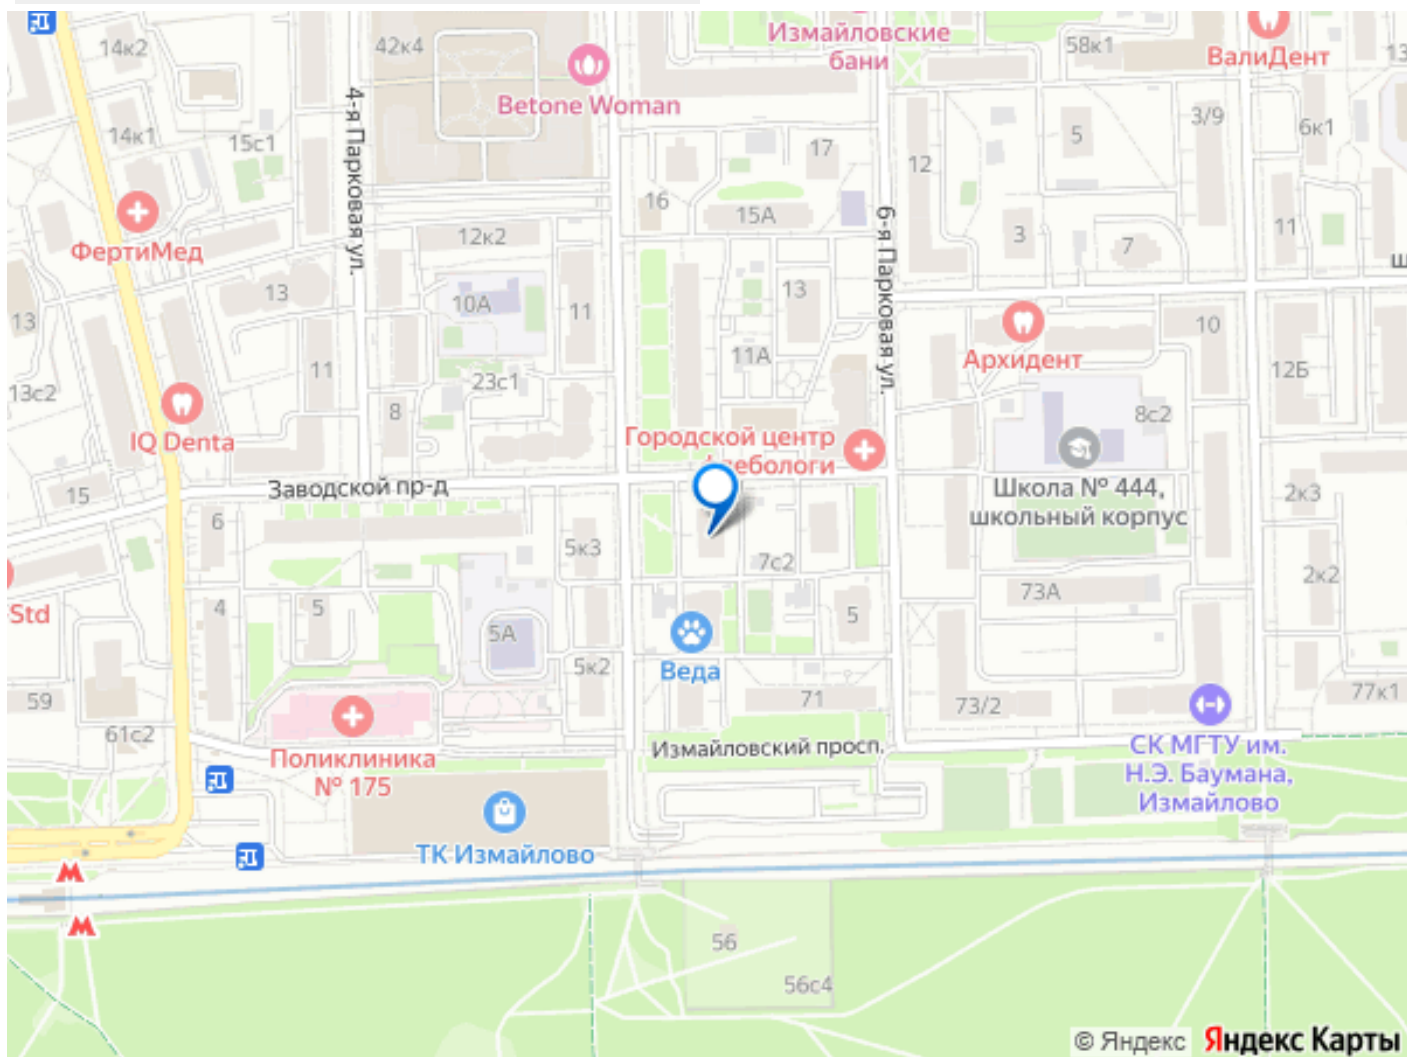 14к2
42к4
Измайловские
бани
58к1
ВалиДент
13
Betone Woman
4-я Парковая ул.
14к1
15с1
17
12
5
3/9
6к1
ФертиМед
16
15А
6-я Парковая ул.
12к2
3
7
11
ш
13
10А
11
13
13
Архидент
10
11
11А
12Б
13с2
23с1
8
8с2
IQ Denta
Городской центр
ебологи
15
Заводской пр-д
Школа № 444,
школьный корпус
2к3
6
5к3
7с2
2к2
Std
4
5
5А
73А
5
Веда
5к2
59
71
73/2
77к1
61с2
Поликлиника
№ 175
Измайловский просп.
СК МГТУ им.
Н.Э. Баумана,
Измайлово
ТК Измайлово
М
М
56
56с4
© Яндекс Яндекс Карты